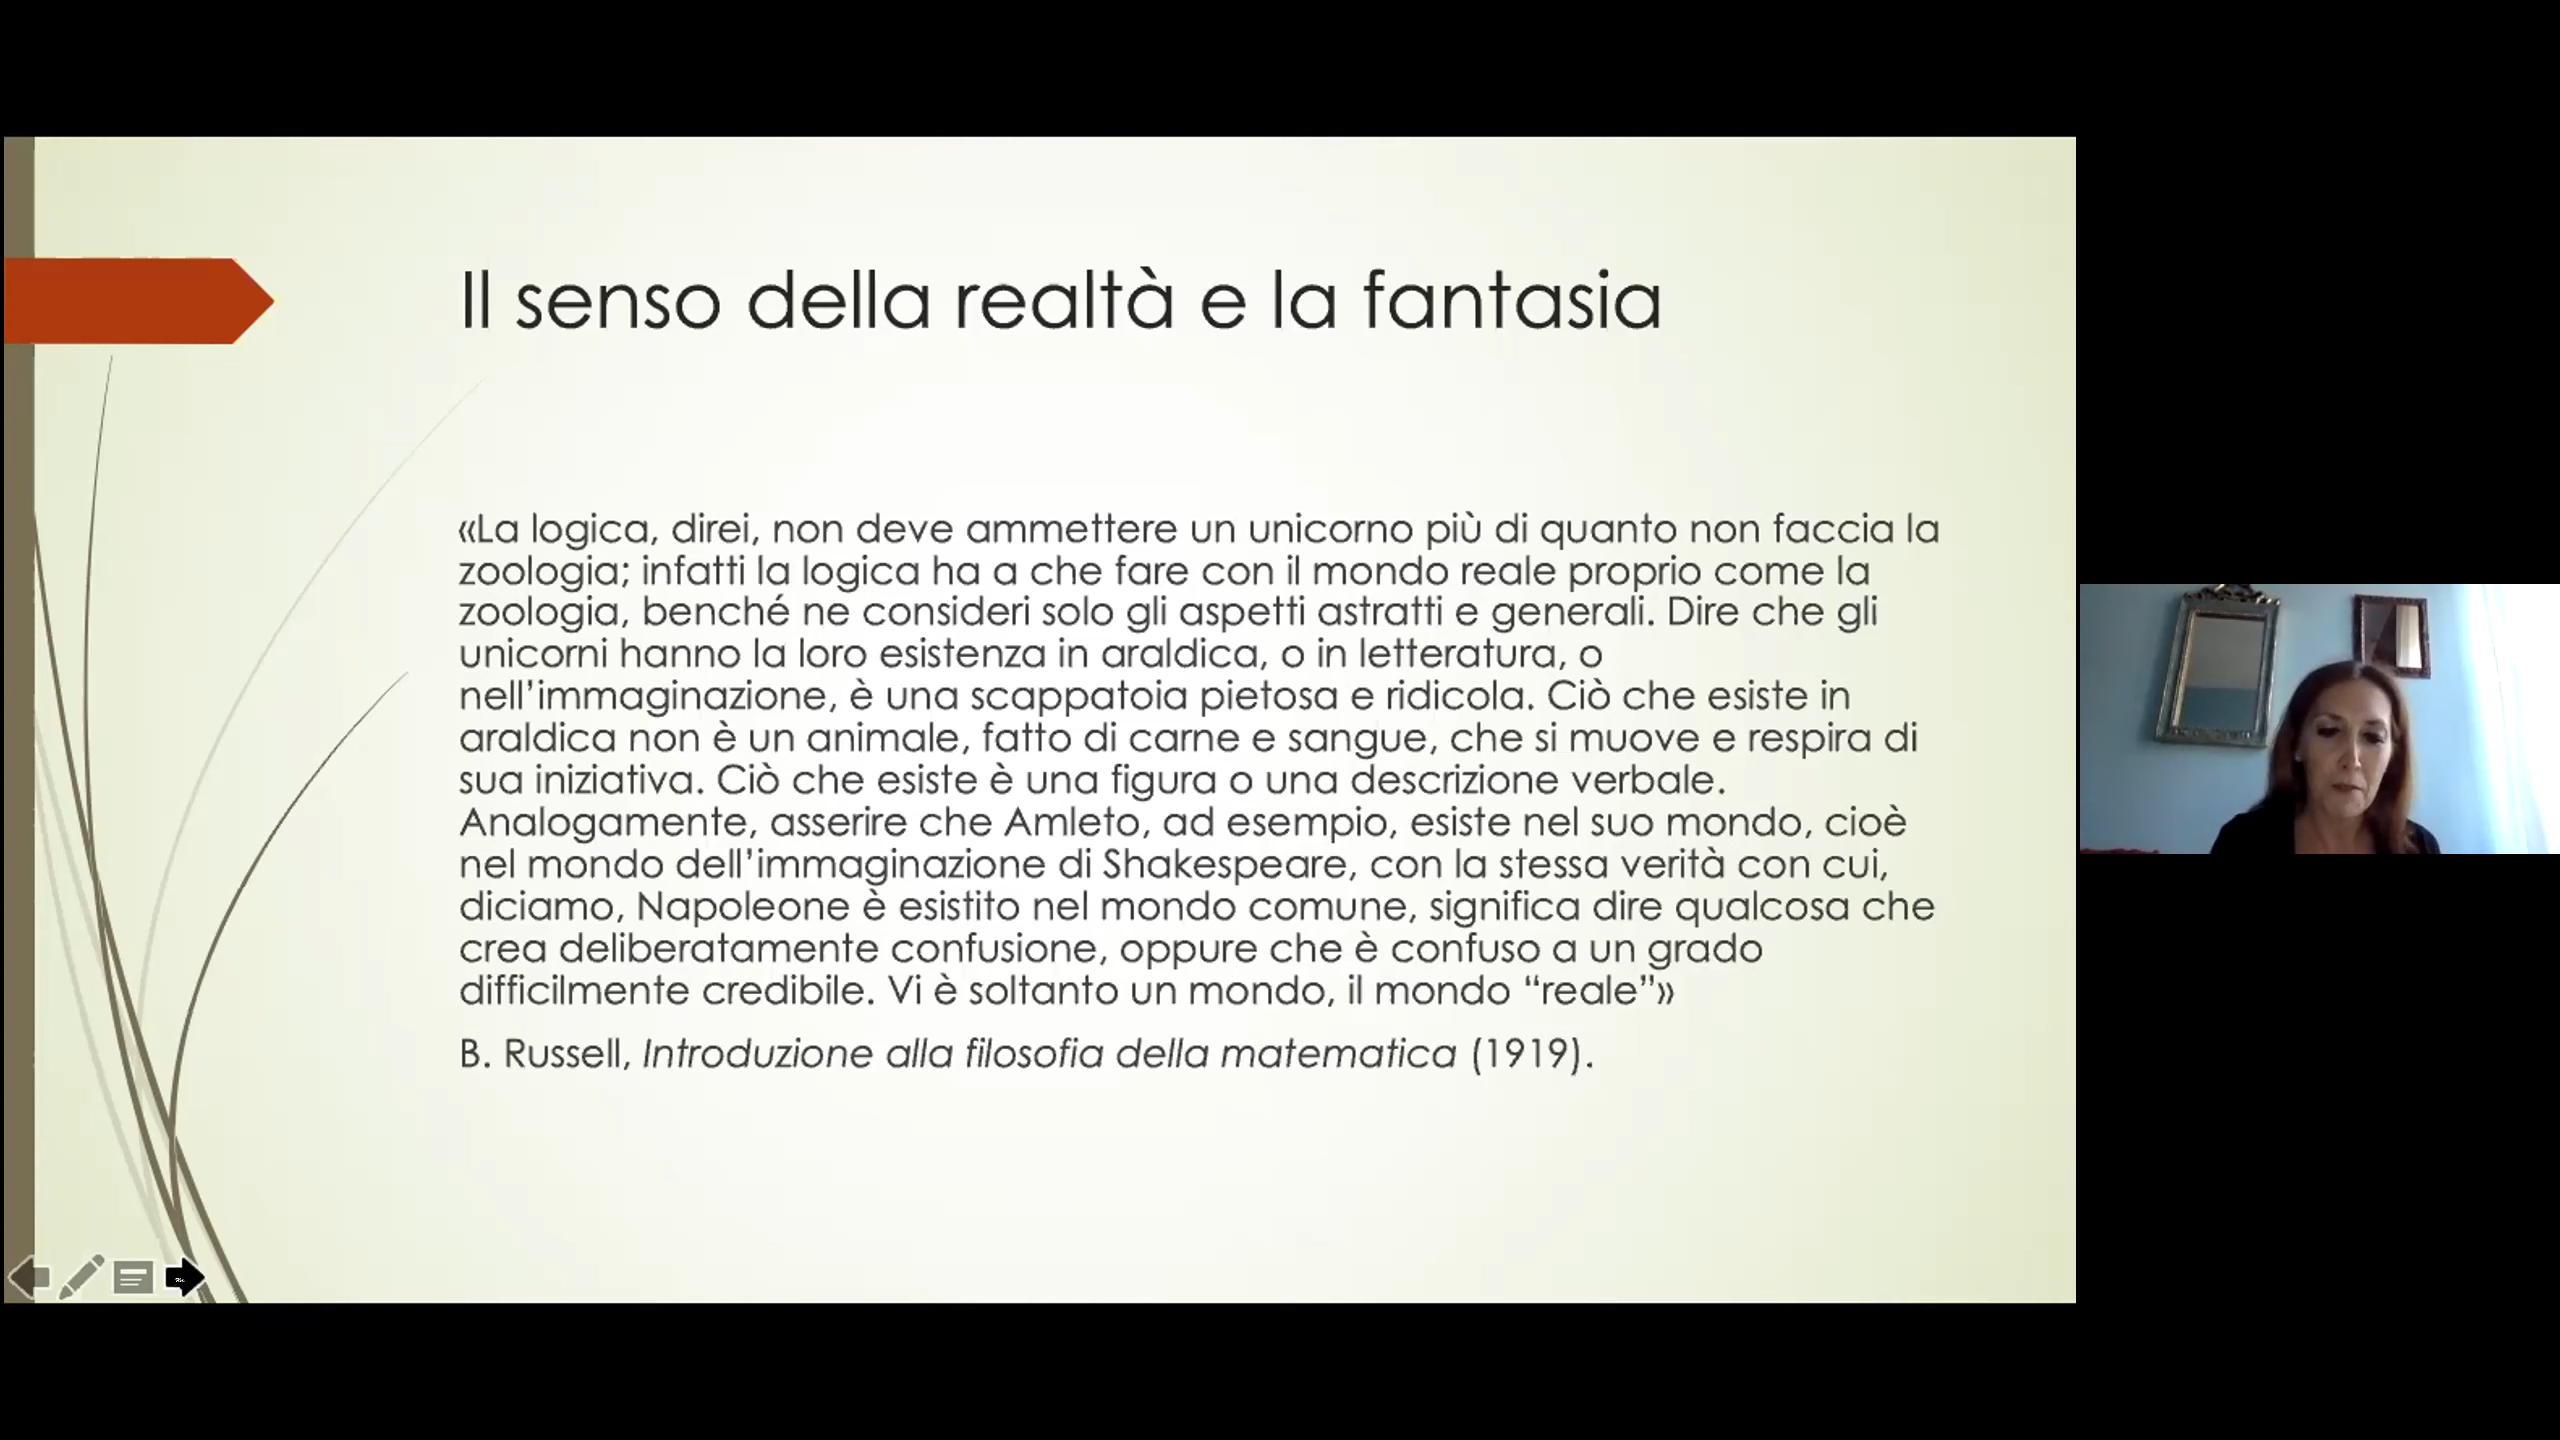 Il senso della realtà e la fantasia
«La logica, direi, non deve ammettere un unicorno più di quanto non faccia la
zoologia; infatti la logica ha a che fare con il mondo reale proprio come la
zoologia, benché ne consideri solo gli aspetti astratti e generali. Dire che gli
unicorni hanno la loro esistenza in araldica, o in letteratura, o
nell’immaginazione, è una scappatoia pietosa e ridicola. Ciò che esiste in
araldica non è un animale, fatto di carne e sangue, che si muove e respira di
sua iniziativa. Ciò che esiste è una figura o una descrizione verbale.
Analogamente, asserire che Amleto, ad esempio, esiste nel suo mondo, cioè
nel mondo dell’immaginazione di Shakespeare, con la stessa verità con cui,
diciamo, Napoleone è esistito nel mondo comune, significa dire qualcosa che
crea deliberatamente confusione, oppure che è confuso a un grado
difficilmente credibile. Vi è soltanto un mondo, il mondo “reale”»
B. Russell, Introduzione alla filosofia della matematica (1919).